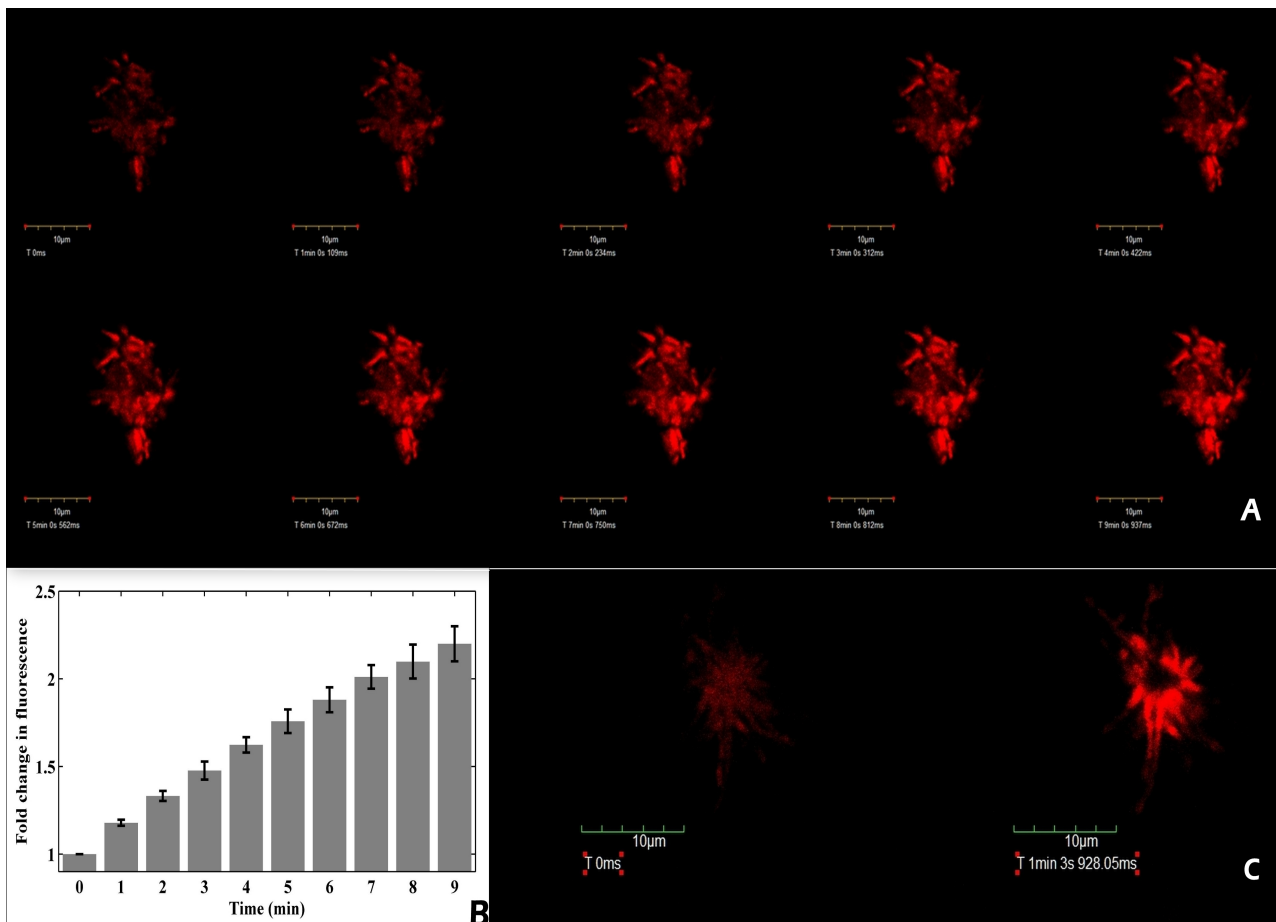 10µm 10µm 10µm 10µm 10µm
T 0ms T 1min 0s 109ms T 2min 0s 234ms T 3min 0s 312ms T 4min 0s 422ms
10µm 10µm 10µm 10µm 10µm
T 5min 0s 562ms T 6min 0s 672ms T 7min 0s 750ms T 8min 0s 812ms T 9min 0s 937ms
A
Fold change in fluorescence
2.5
2
1.5
1
0 1 2 3 4 5 6 7 8 9
Time (min)
B
10µm 10µm
T 0ms T 1min 3s 928.05ms
C